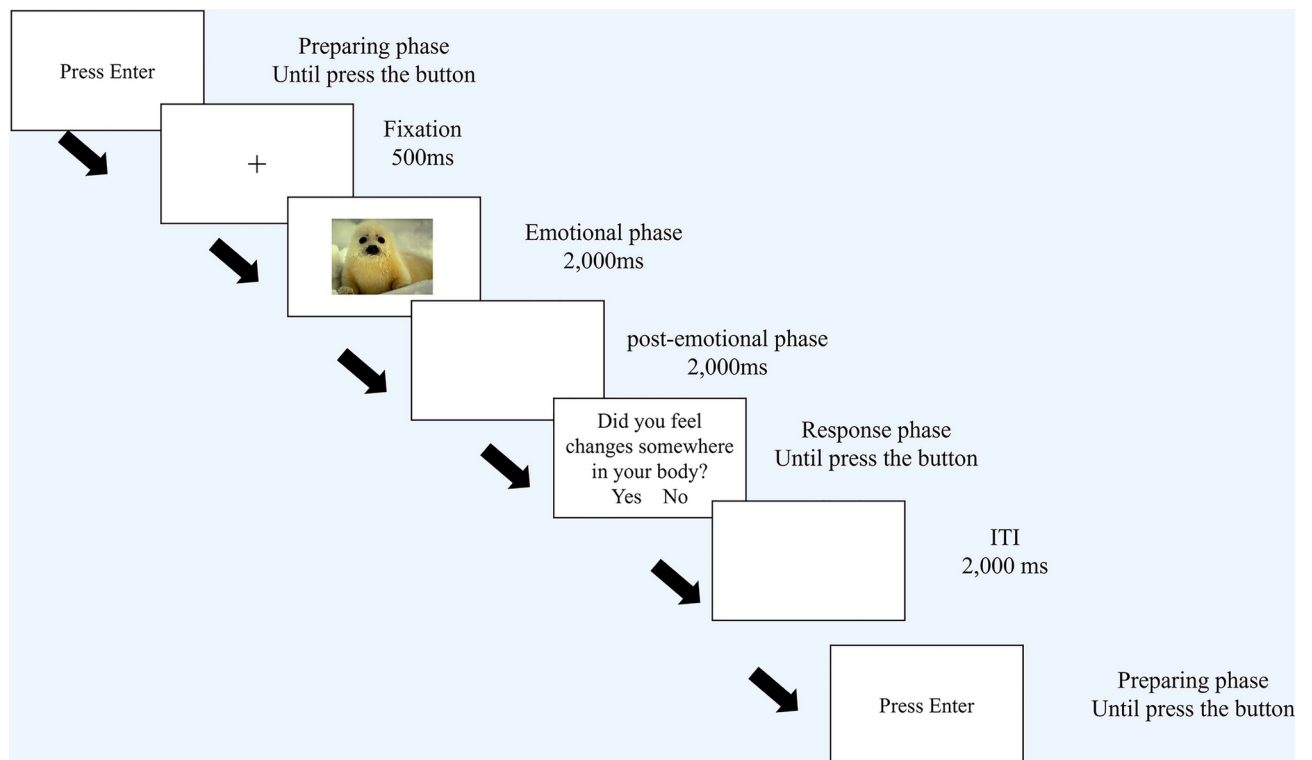 Press Enter
Preparing phase
Until press the button
+
Fixation
500ms
Emotional phase
2,000ms
post-emotional phase
2,000ms
Did you feel
changes somewhere
in your body?
Yes No
Response phase
Until press the button
ITI
2,000 ms
Press Enter
Preparing phase
Until press the button